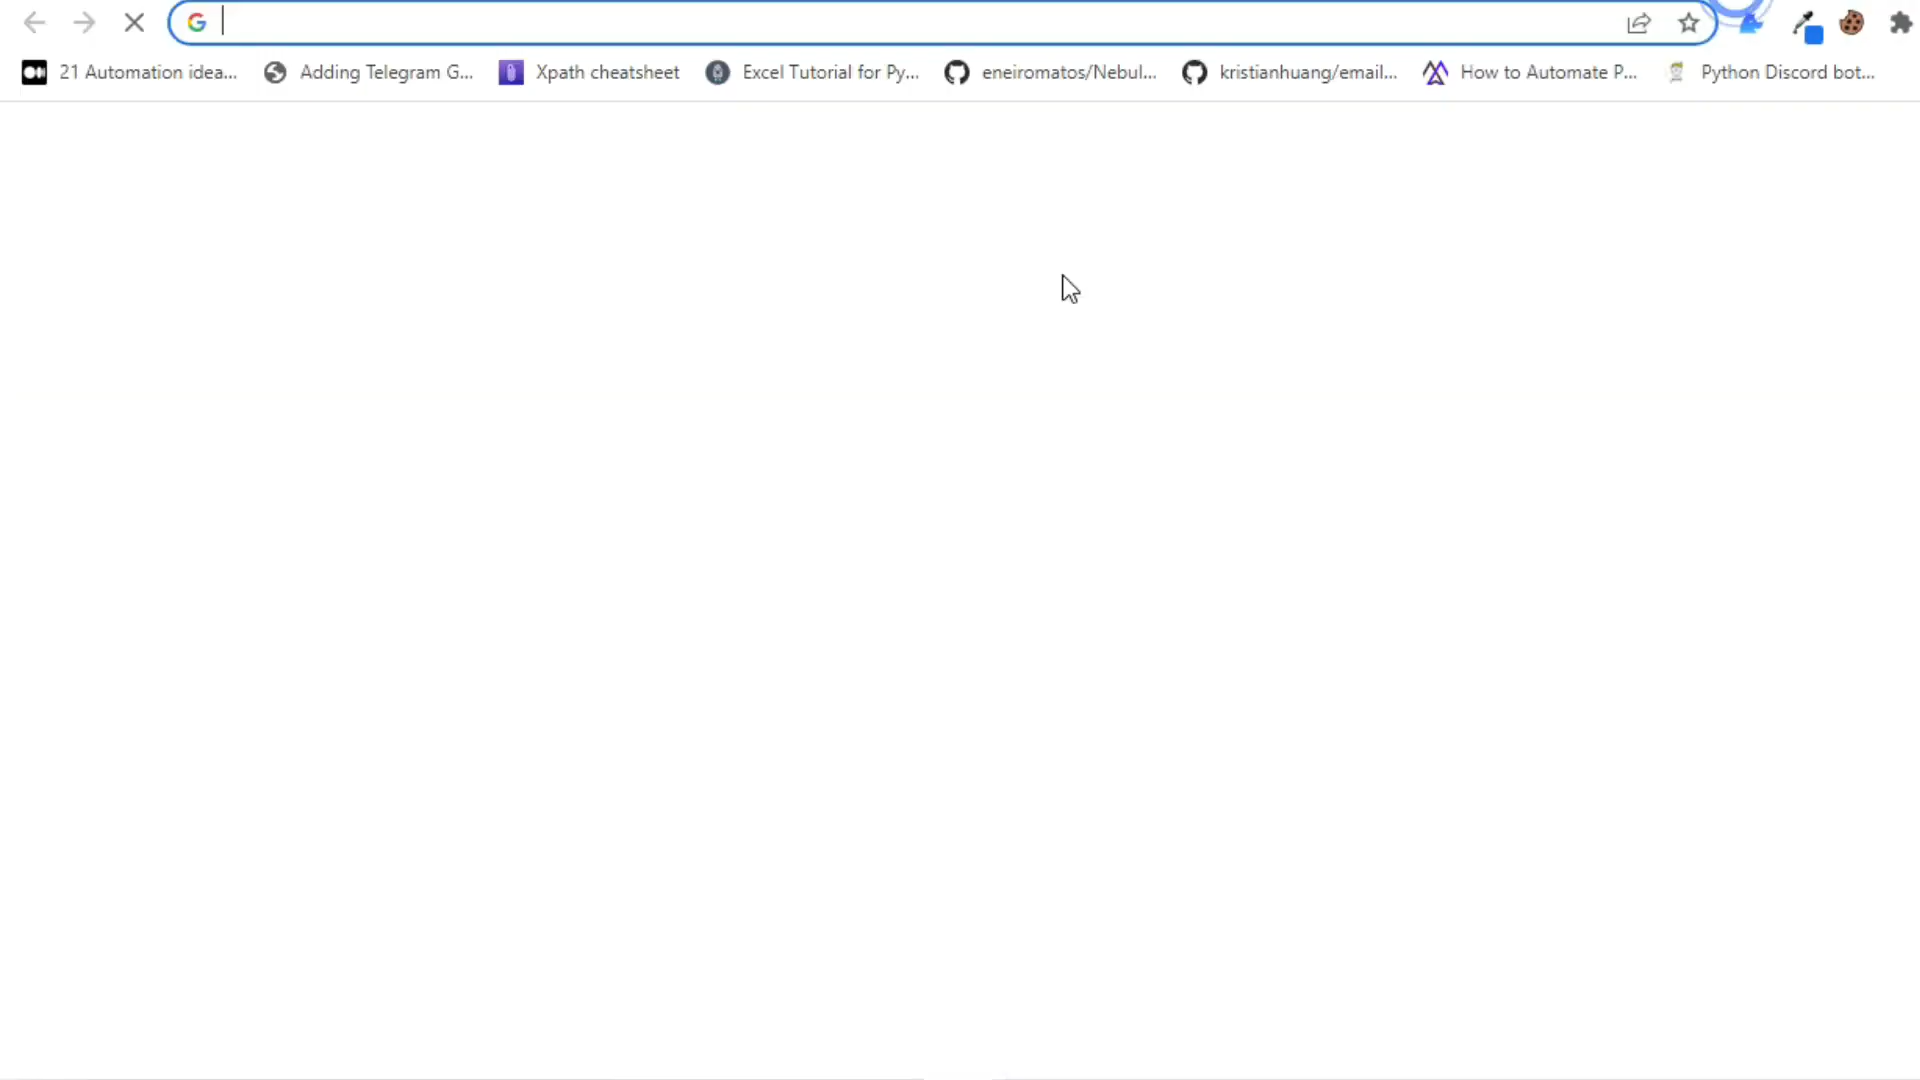 21 Automation idea...
Adding Telegram G...
Xpath cheatsheet
Excel Tutorial for Py...
eneiromatos/Nebul...
kristianhuang/email...
How to Automate P...
Python Discord bot...